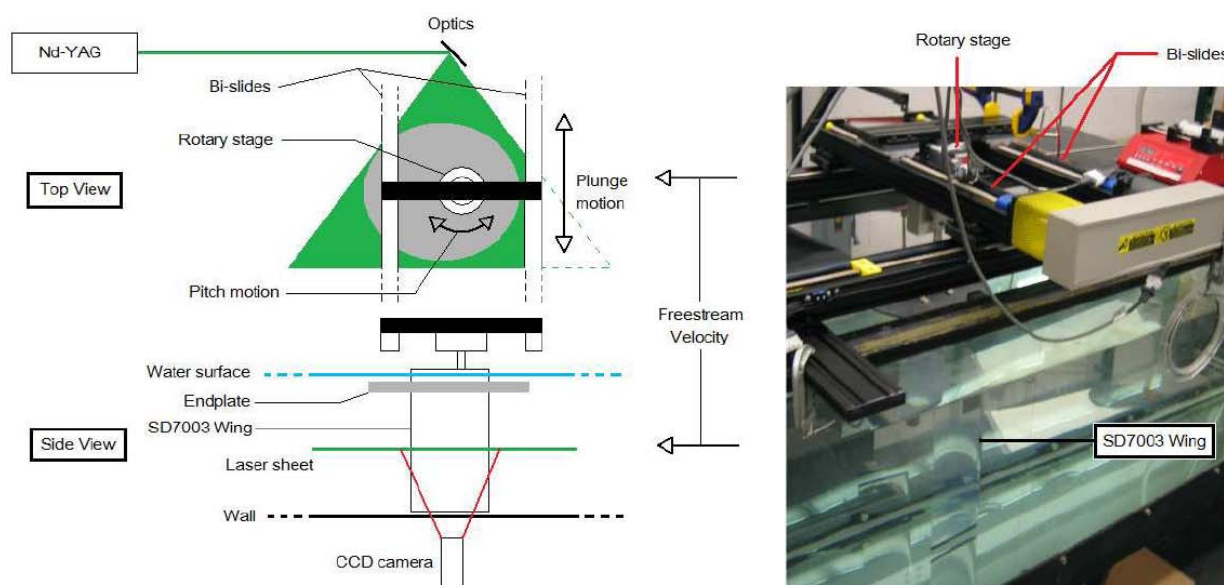 Optics
Nd-YAG
Bi-slides
Rotary stage
Top View
Plunge
motion
Pitch motion
Freestream
Velocity
Water surface
Endplate
SD7003 Wing
Side View
Laser sheet
Wall
CCD camera
Rotary stage
Bi-slides
SD7003 Wing